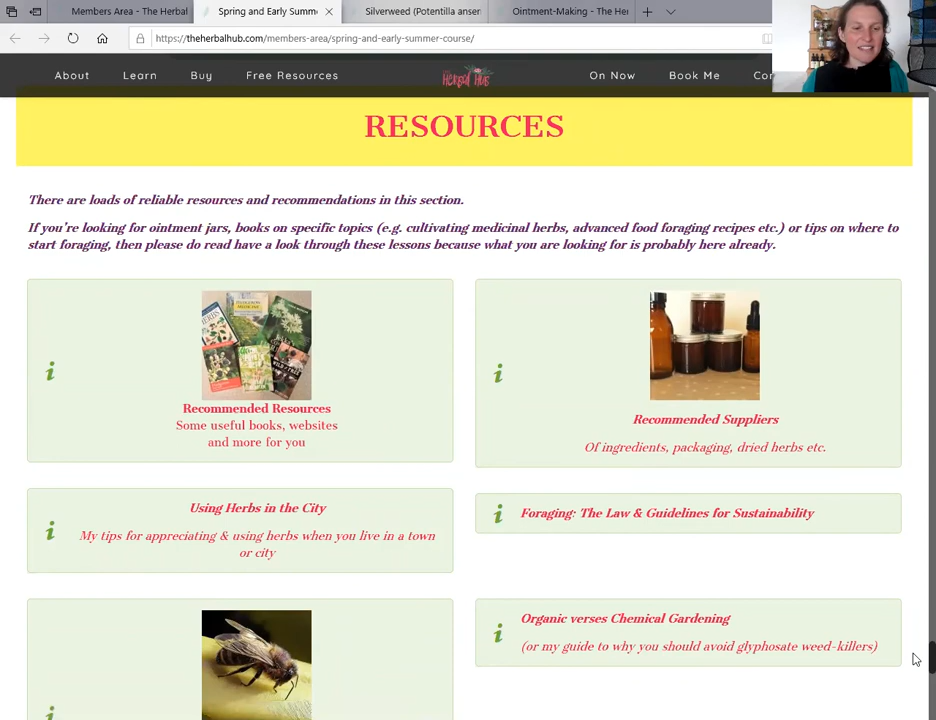 Members Area - The Herbal
Spring and Early Summ
Silverweed (Potentilla anser
Ointment-Making - The He
https://theherbalhub.com/members-area/spring-and-early-summer-course/
About
Learn
Buy
Free Resources
Herbal Hub
On Now
Book Me
Con
RESOURCES
There are loads of reliable resources and recommendations in this section.
If you're looking for ointment jars, books on specific topics (e.g. cultivating medicinal herbs, advanced food foraging recipes etc.) or tips on where to
start foraging, then please do read have a look through these lessons because what you are looking for is probably here already.
HERBS
Recommended Resources
Some useful books, websites
and more for you
Recommended Suppliers
Of ingredients, packaging, dried herbs etc.
Using Herbs in the City
My tips for appreciating & using herbs when you live in a town
or city
Foraging: The Law & Guidelines for Sustainability
Organic verses Chemical Gardening
(or my guide to why you should avoid glyphosate weed-killers)